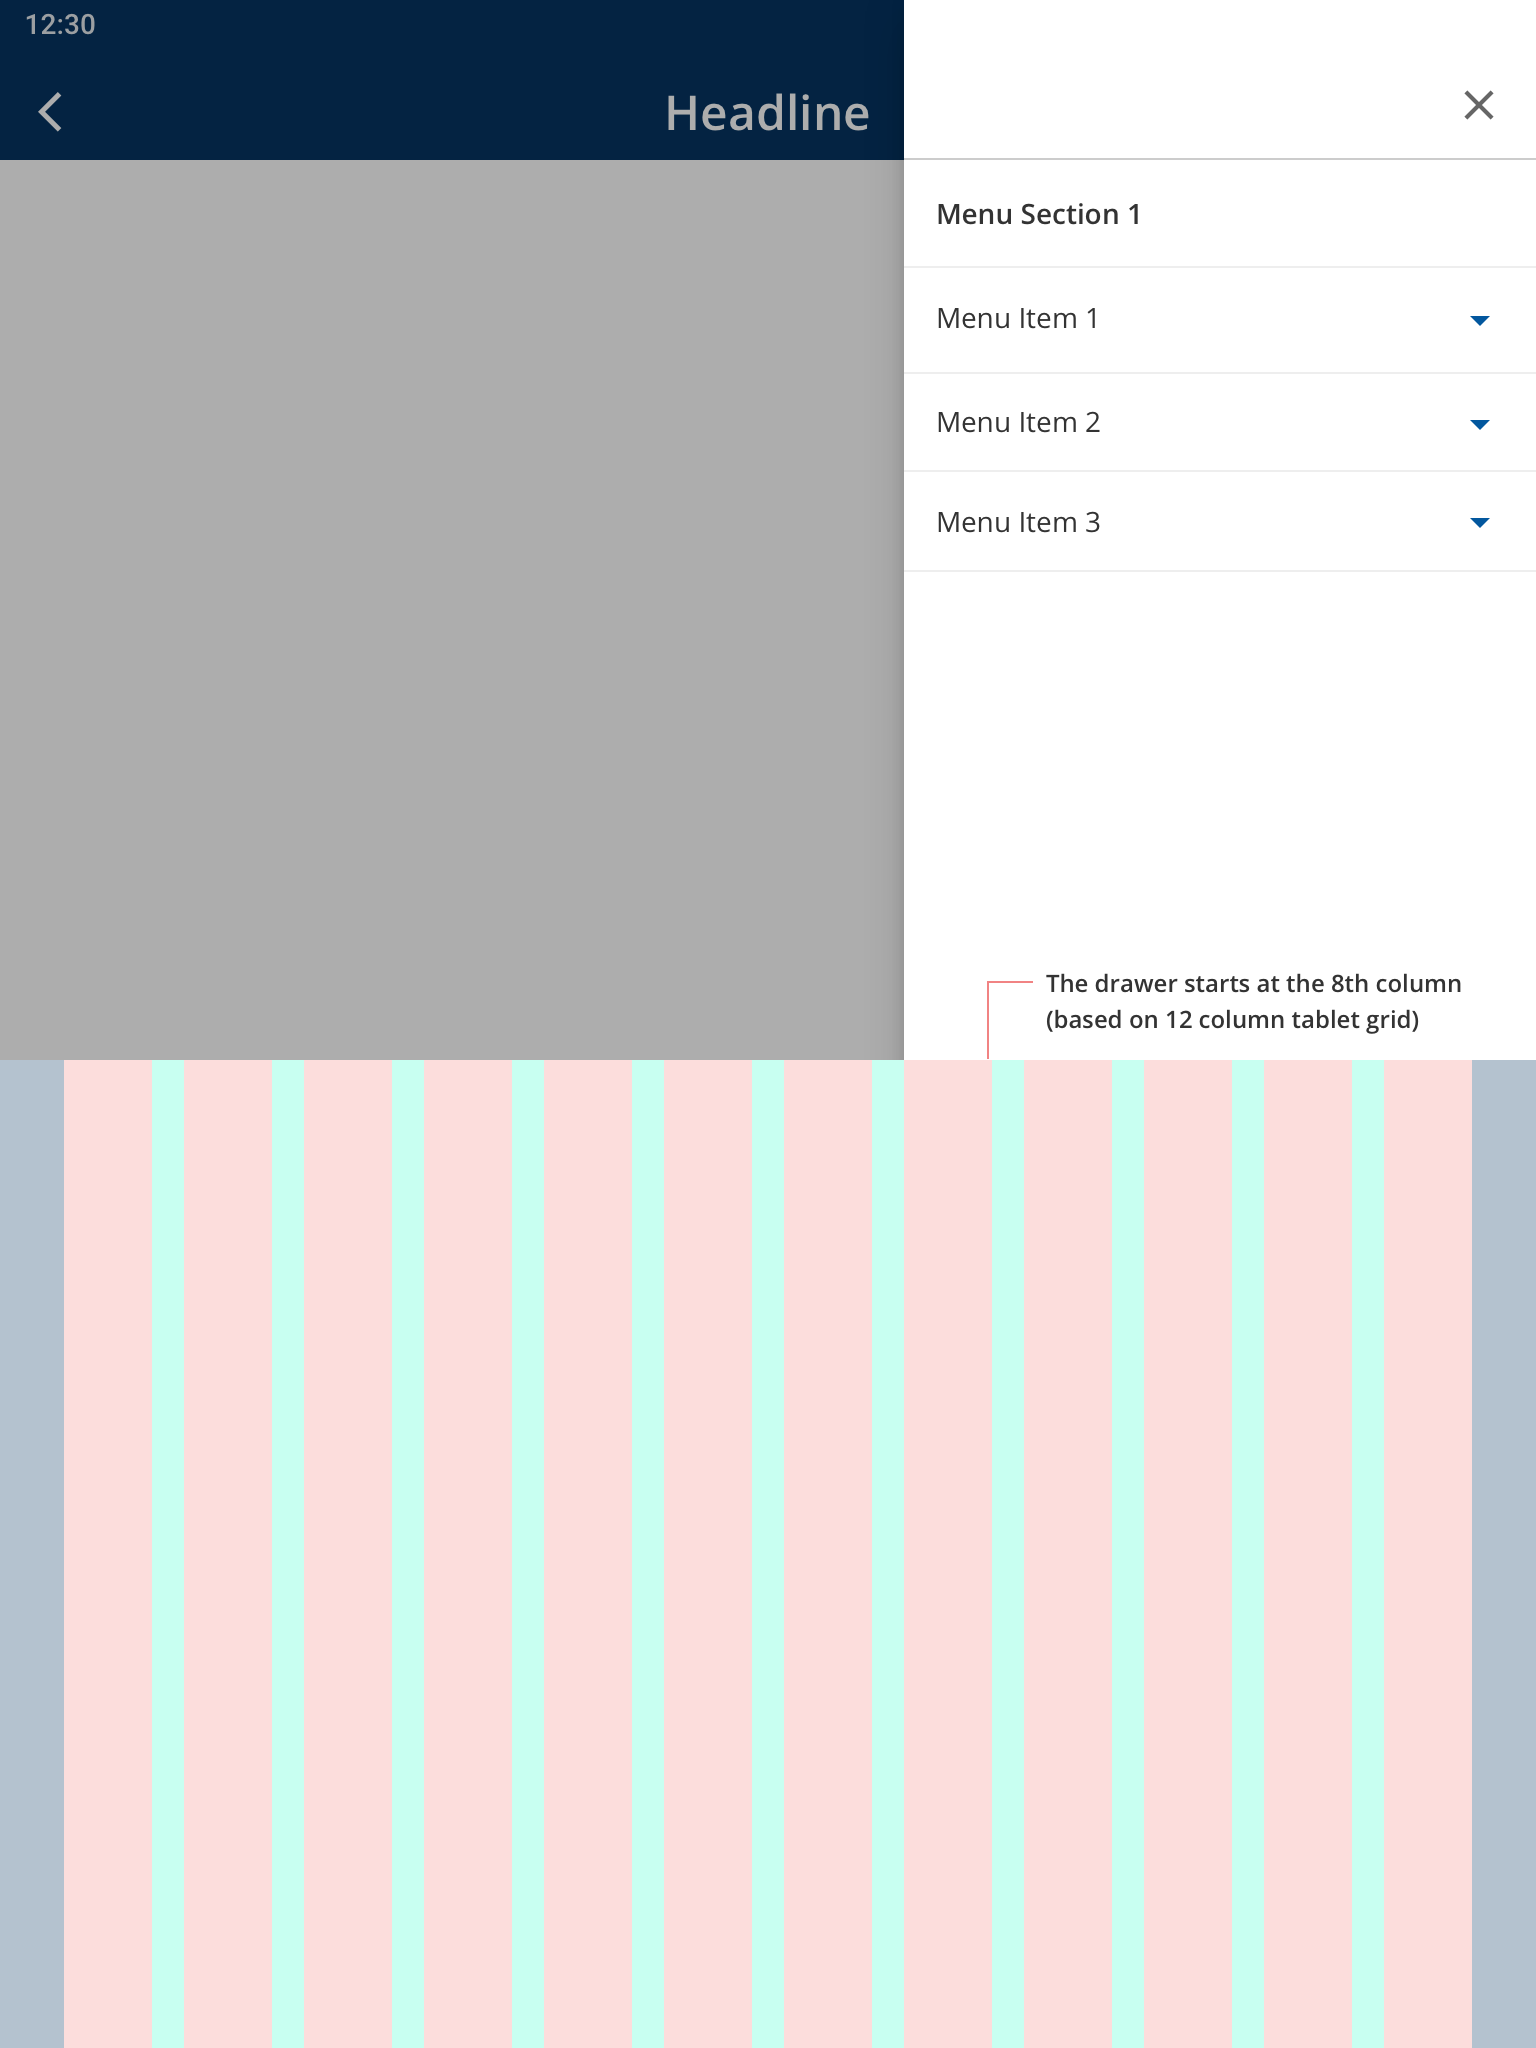 12:30
Headline
Menu Section 1
Menu Item 1
Menu Item 2
Menu Item 3
The drawer starts at the 8th column
(based on 12 column tablet grid)